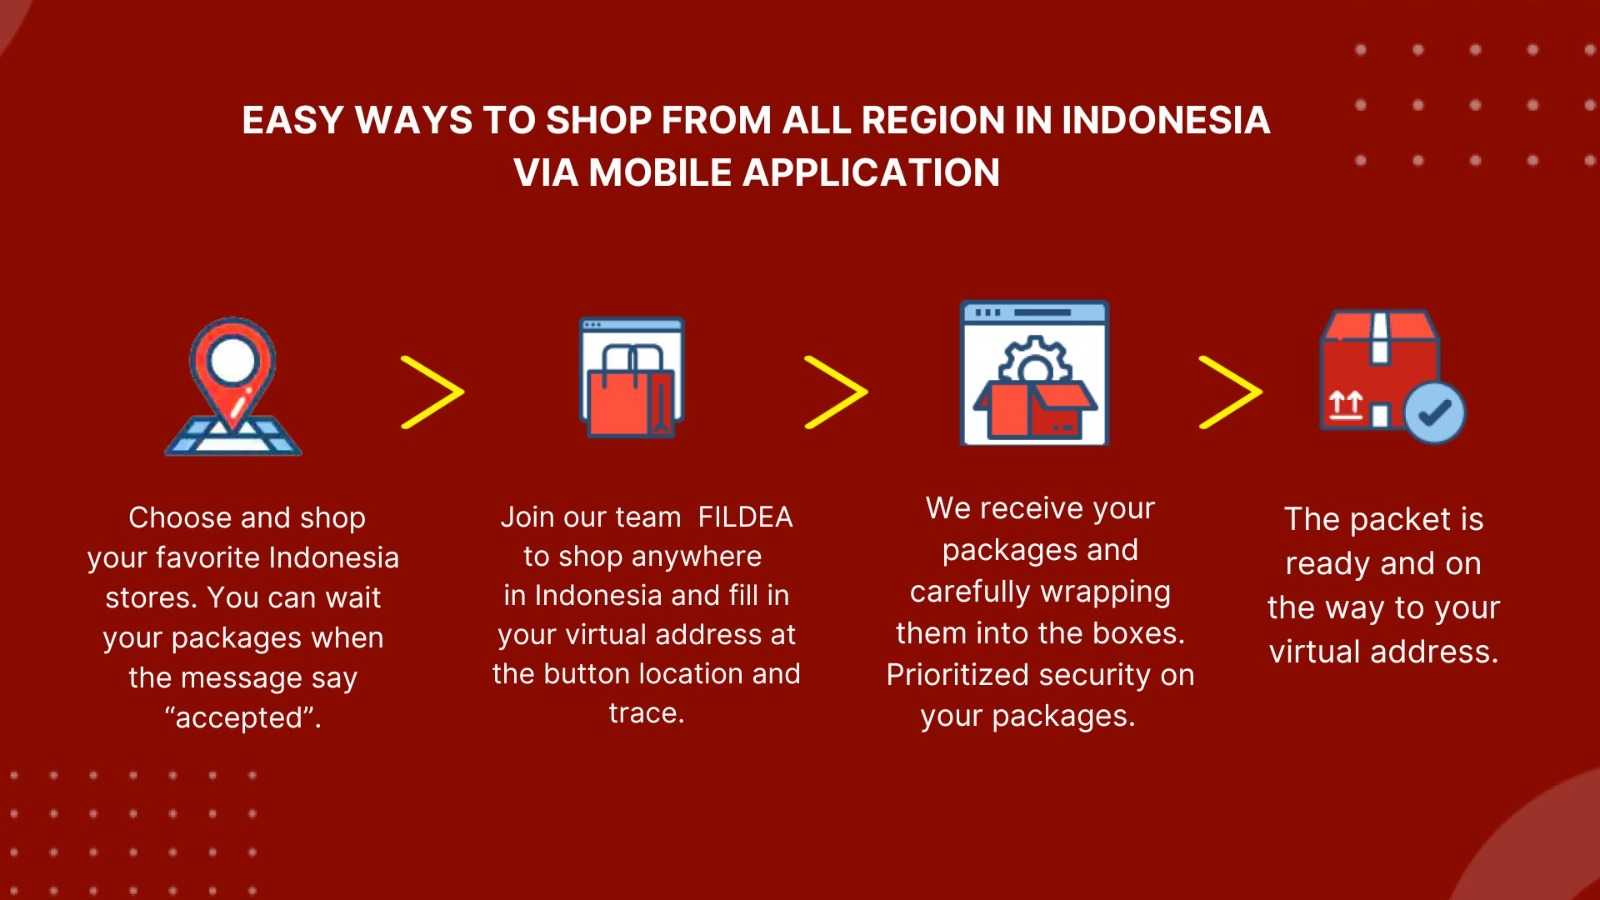 EASY WAYS TO SHOP FROM ALL REGION IN INDONESIA
VIA MOBILE APPLICATION
Choose and shop
your favorite Indonesia
stores. You can wait
your packages when
the message say
“accepted”.
Join our team  FILDEA
to shop anywhere
in Indonesia and fill in
your virtual address at
the button location and
trace.
We receive your
packages and
carefully wrapping
them into the boxes.
Prioritized security on
your packages.
The packet is
ready and on
the way to your
virtual address.